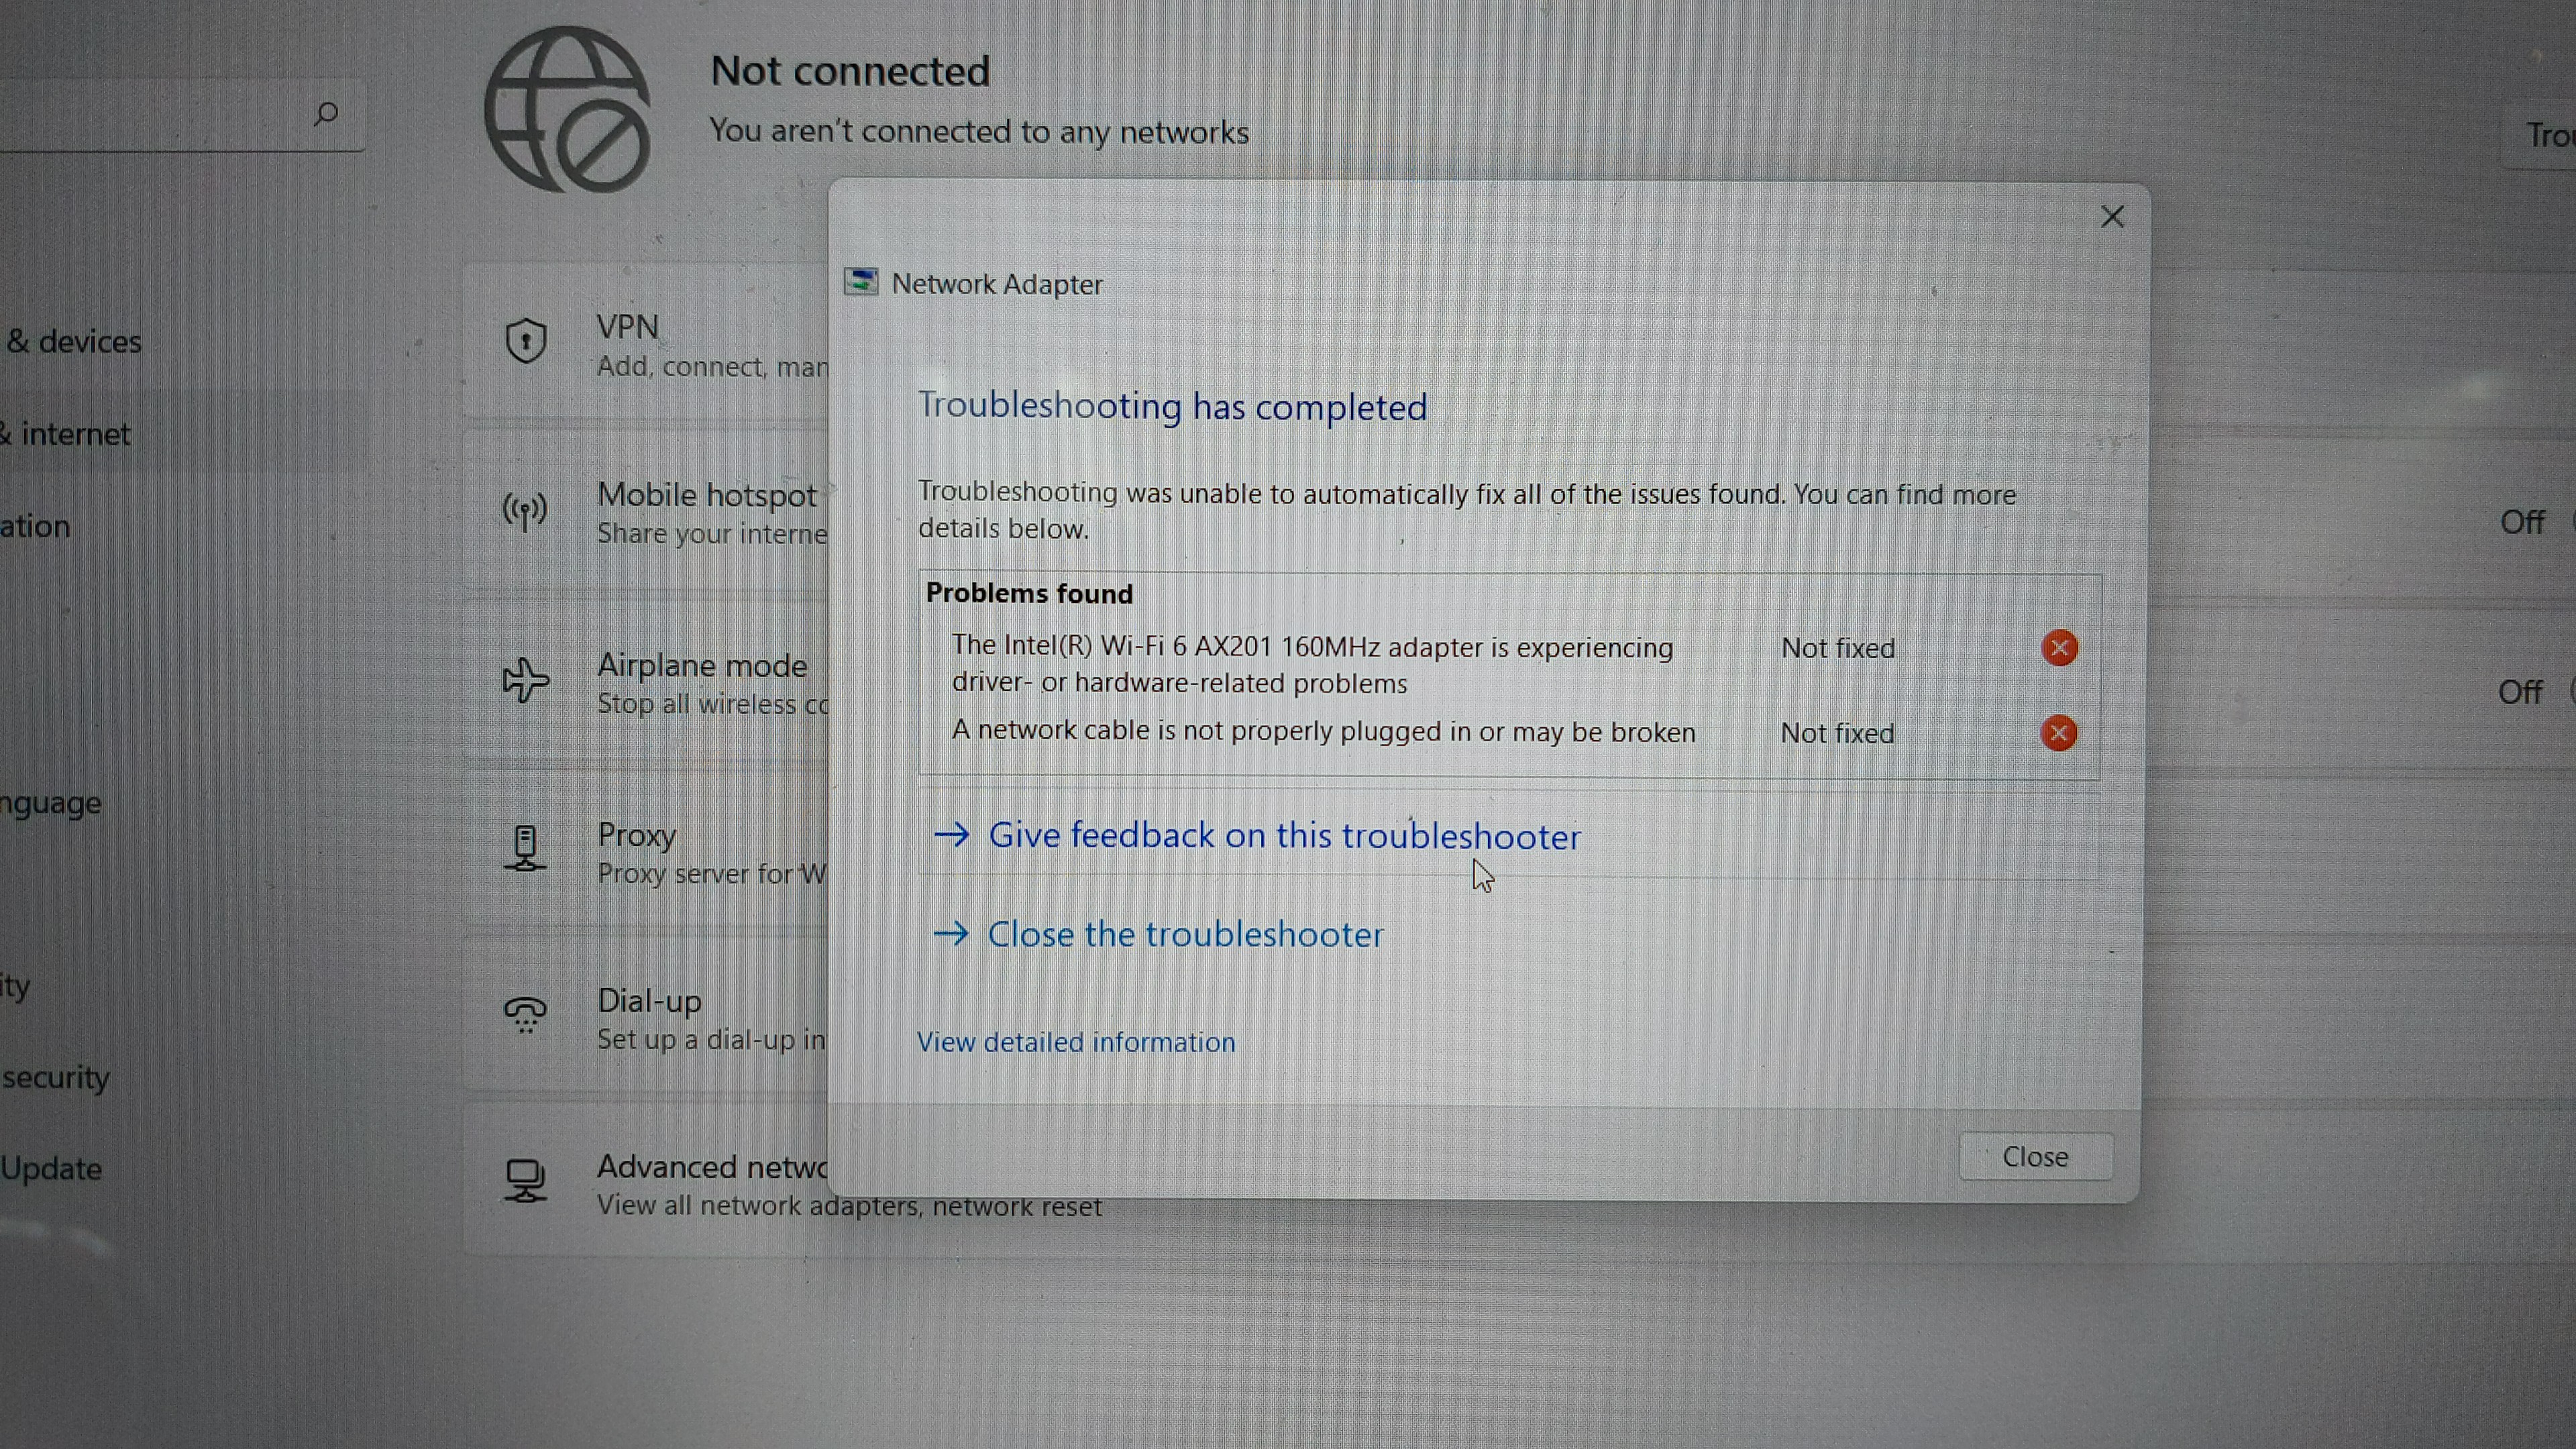 Not connected
You aren't connected to any networks
Trou
& devices
& internet
ation
nguage
ity
security
Update
VPN
Add, connect, man
Mobile hotspot
Share your interne
Off
Airplane mode
Stop all wireless co
Off
Proxy
Proxy server for W
Dial-up
Set up a dial-up in
Advanced netwo
View all network adapters, network reset
Network Adapter
Troubleshooting has completed
Troubleshooting was unable to automatically fix all of the issues found. You can find more
details below.
Problems found
The Intel(R) Wi-Fi 6 AX201 160MHz adapter is experiencing Not fixed
driver- or hardware-related problems
A network cable is not properly plugged in or may be broken Not fixed
→ Give feedback on this troubleshooter
→ Close the troubleshooter
View detailed information
Close